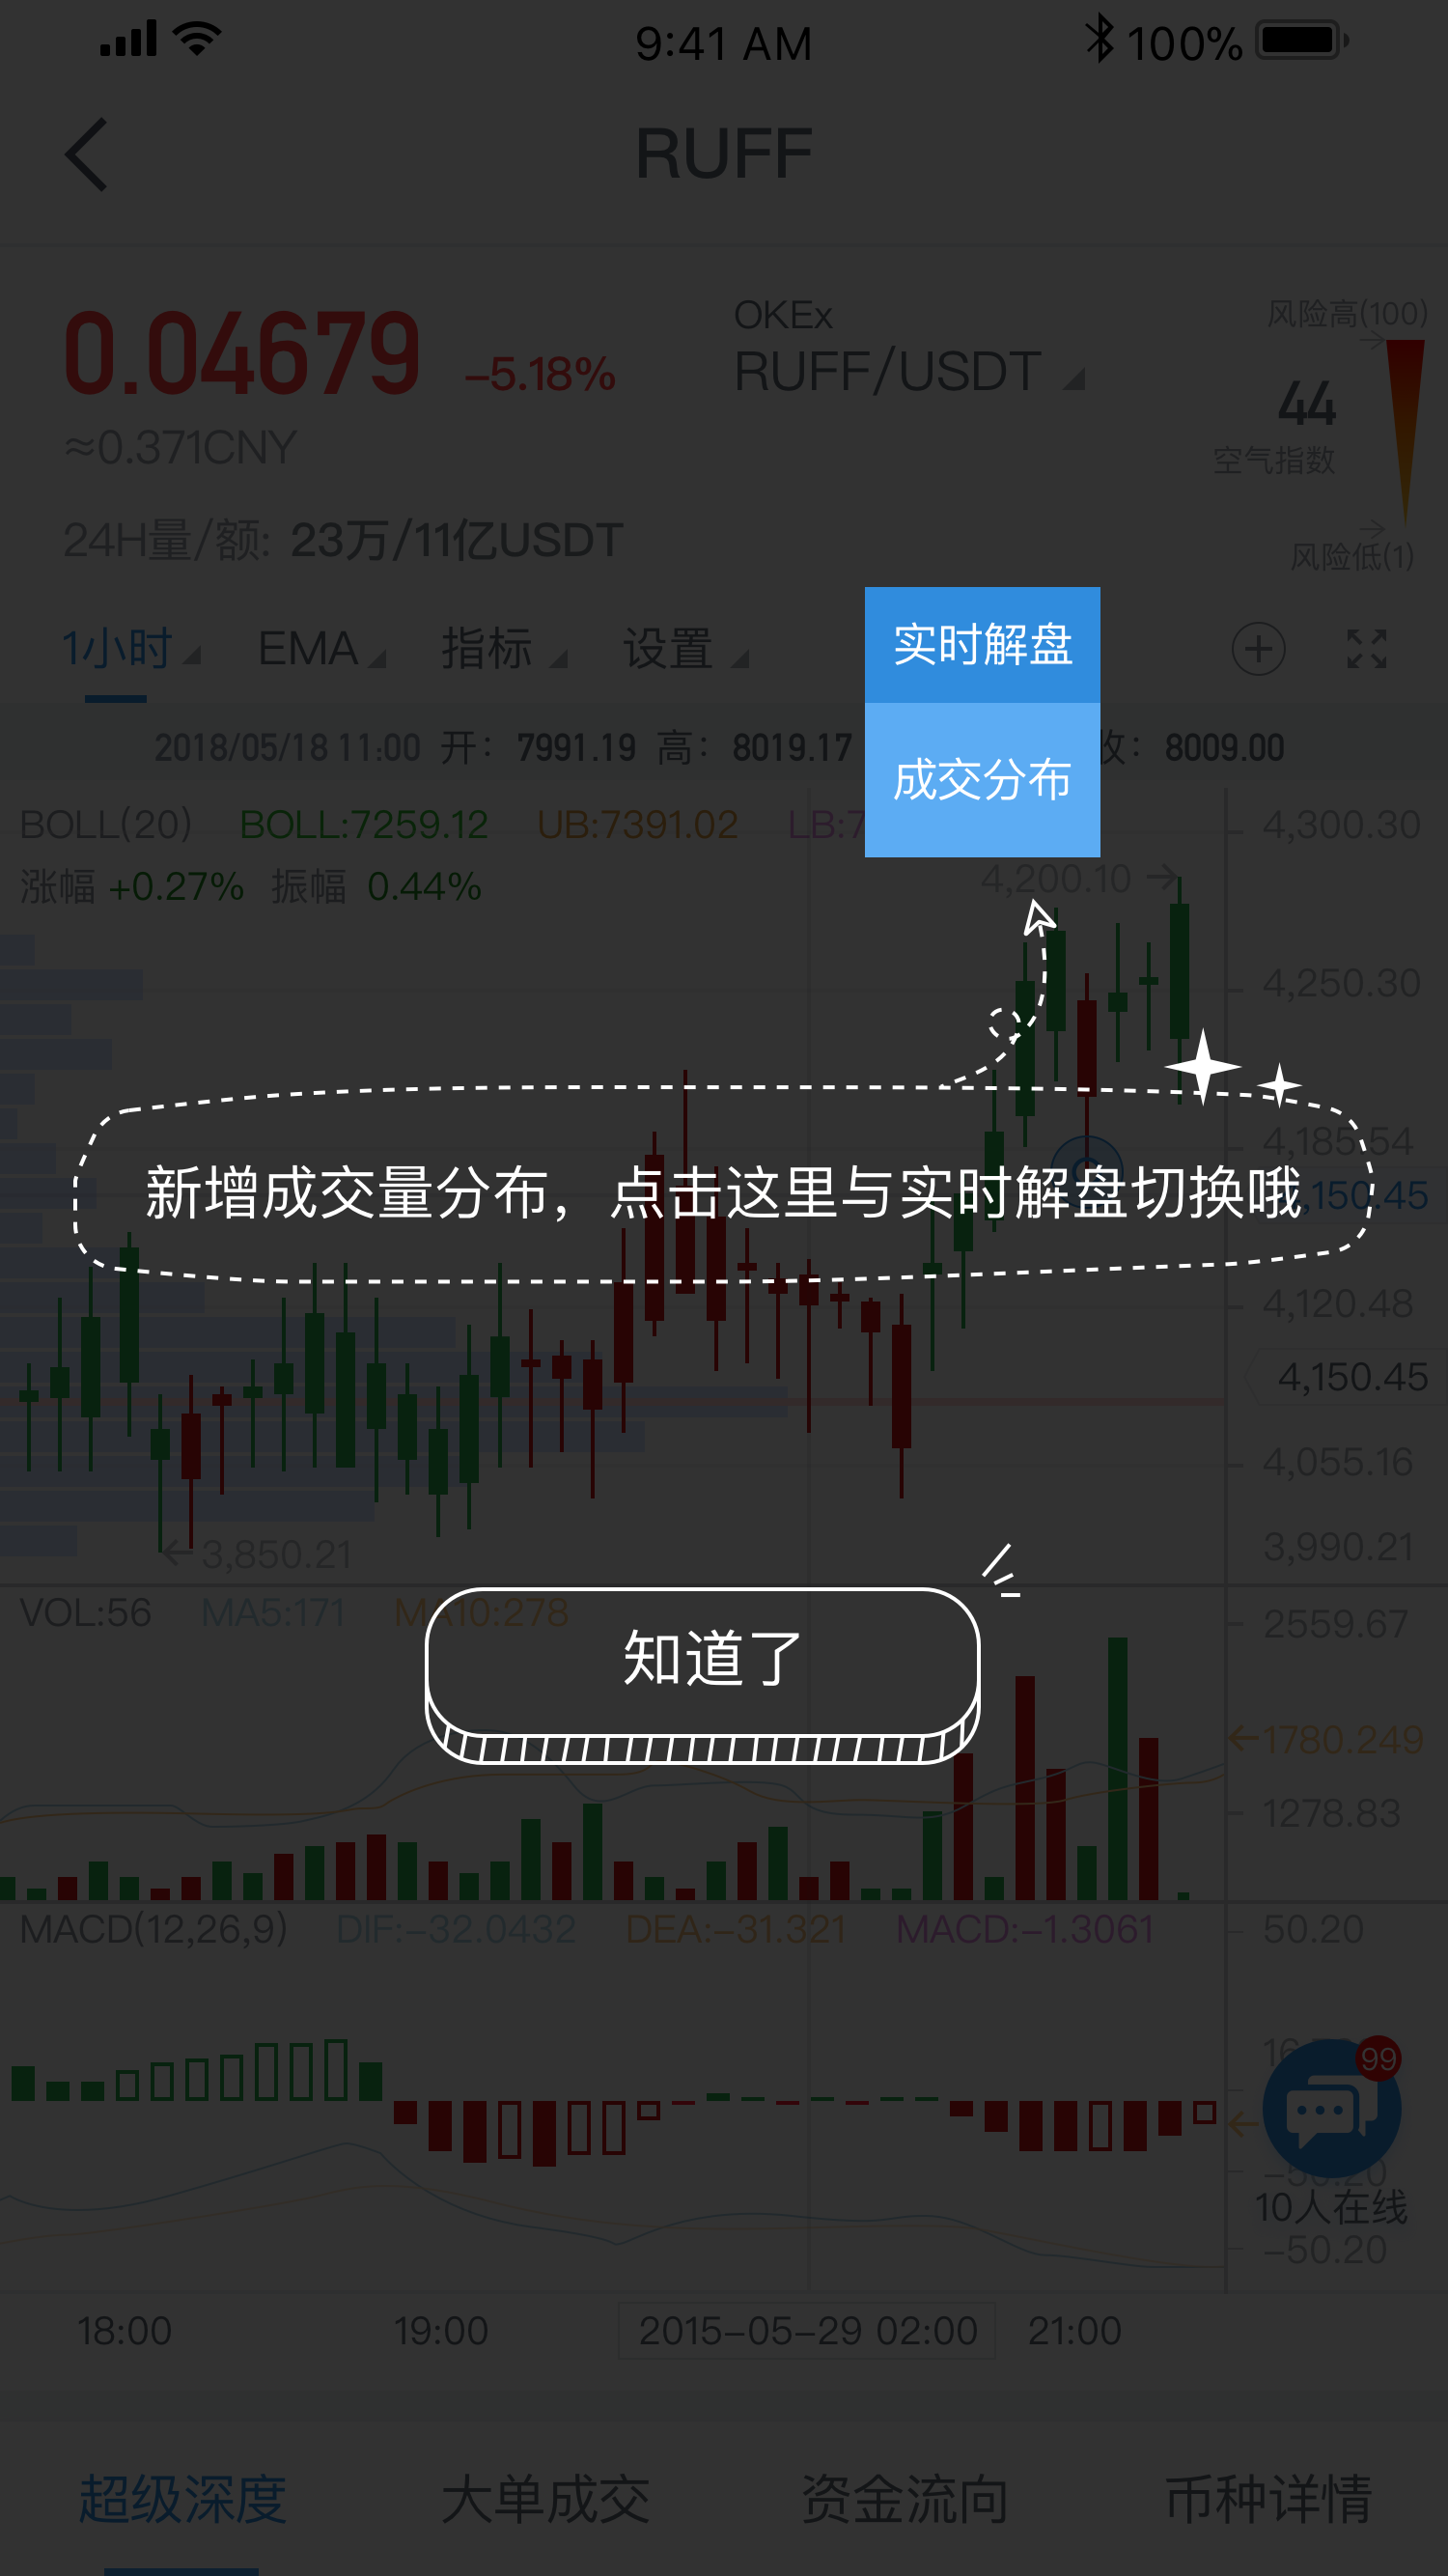 9:41 AM 100%
RUFF
0.04679 -5.18%
≈0.371CNY
24H量/额: 23万/11亿USDT
OKEx
RUFF/USDT
风险高(100)
44
空气指数
风险低(1)
1小时 EMA 指标 设置
实时解盘
成交分布
2018/05/18 11:00 开: 7991.19 高: 8019.17 收: 8009.00
BOLL(20) BOLL:7259.12 UB:7391.02 LB:7
涨幅 +0.27% 振幅 0.44%
4,300.30
4,200.10
4,250.30
4,185.54
新增成交量分布，点击这里与实时解盘切换哦
,150.45
4,120.48
4,150.45
4,055.16
3,990.21
3,850.21
知道了
VOL:56 MA5:171 MA10:278
2559.67
1780.249
1278.83
MACD(12,26,9) DIF:-32.0432 DEA:-31.321 MACD:-1.3061
50.20
99
10人在线
-50.20
18:00 19:00 2015-05-29 02:00 21:00
超级深度 大单成交 资金流向 币种详情